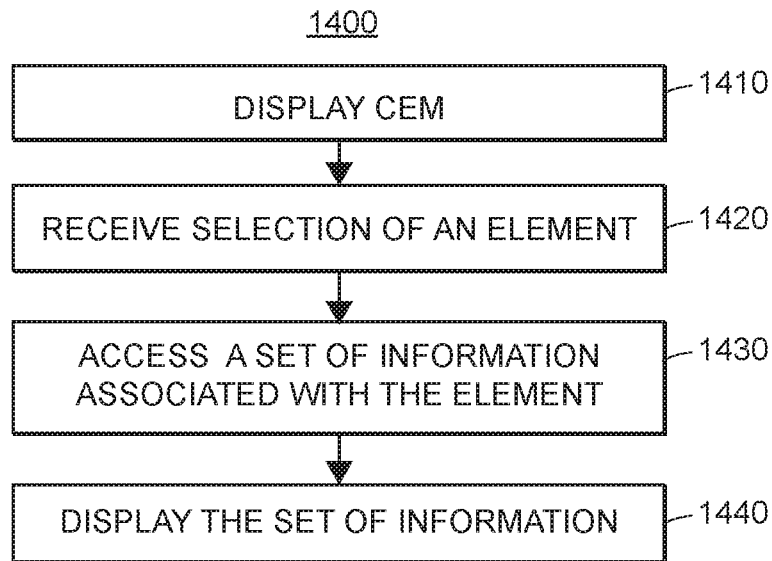 1400
DISPLAY CEM
1410
RECEIVE SELECTION OF AN ELEMENT
1420
ACCESS A SET OF INFORMATION
ASSOCIATED WITH THE ELEMENT
1430
DISPLAY THE SET OF INFORMATION
1440